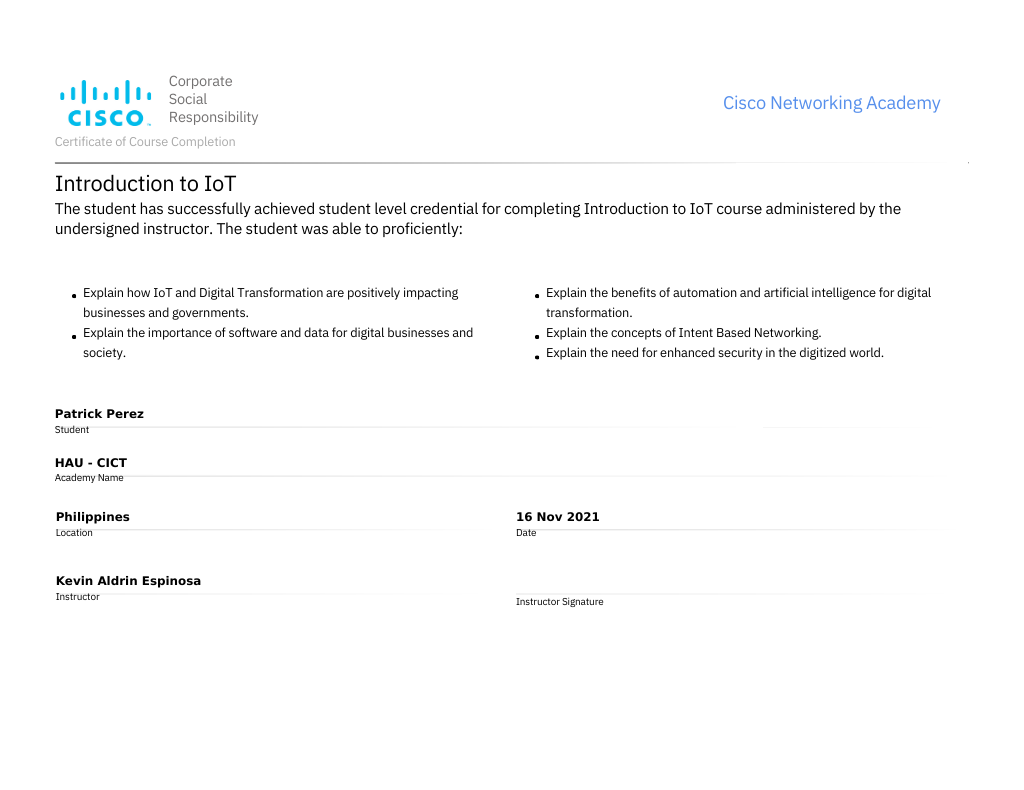 Corporate
Social
Responsibility
CISCO™
Cisco Networking Academy
Certificate of Course Completion
Introduction to IoT
The student has successfully achieved student level credential for completing Introduction to IoT course administered by the
undersigned instructor. The student was able to proficiently:
• Explain how IoT and Digital Transformation are positively impacting
businesses and governments.
• Explain the importance of software and data for digital businesses and
society.
• Explain the benefits of automation and artificial intelligence for digital
transformation.
• Explain the concepts of Intent Based Networking.
• Explain the need for enhanced security in the digitized world.
Patrick Perez
Student
HAU - CICT
Academy Name
Philippines
Location
16 Nov 2021
Date
Kevin Aldrin Espinosa
Instructor
Instructor Signature